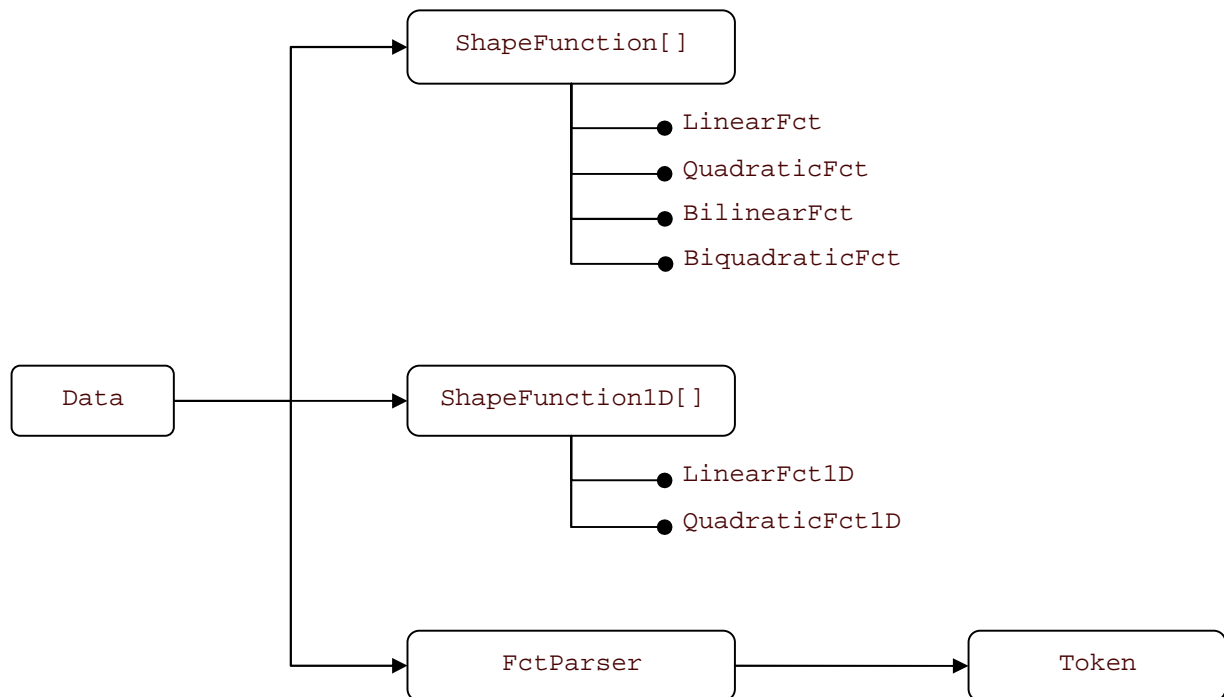 ShapeFunction[]
LinearFct
QuadraticFct
BilinearFct
BiquadraticFct
Data
ShapeFunction1D[]
LinearFct1D
QuadraticFct1D
FctParser
Token